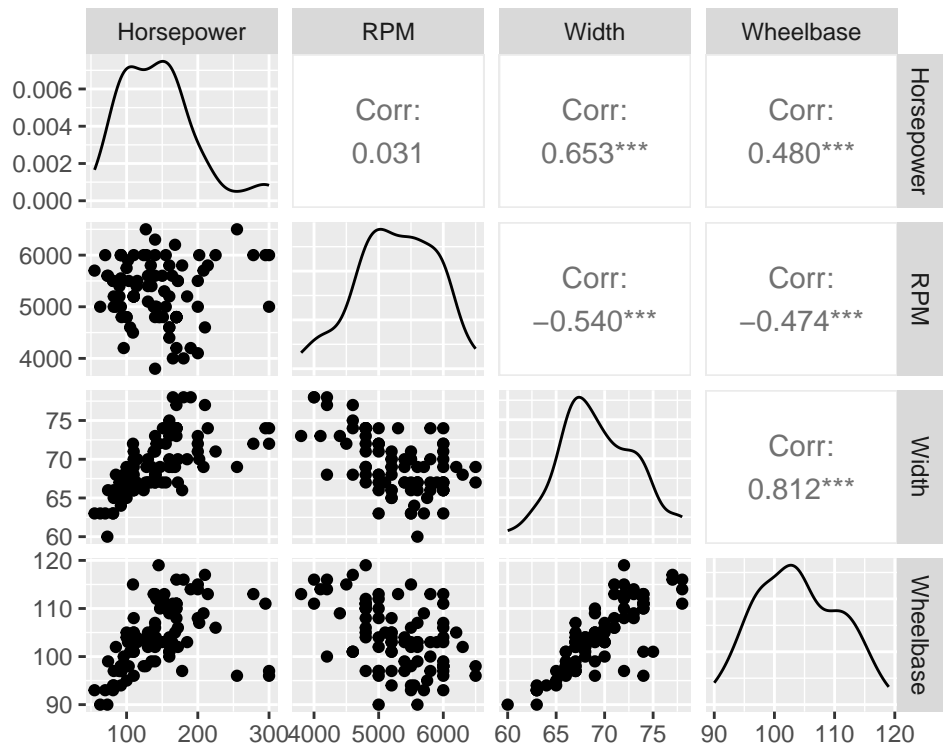 Horsepower RPM Width Wheelbase
0.006
0.004
0.002
0.000
Corr:
0.031
Corr:
0.653***
Corr:
0.480***
Horsepower
6000
5000
4000
Corr:
−0.540***
Corr:
−0.474***
RPM
75
70
65
60
Corr:
0.812***
Width
120
110
100
90
Wheelbase
100 200 300 4000 5000 6000 60 65 70 75 90 100 110 120